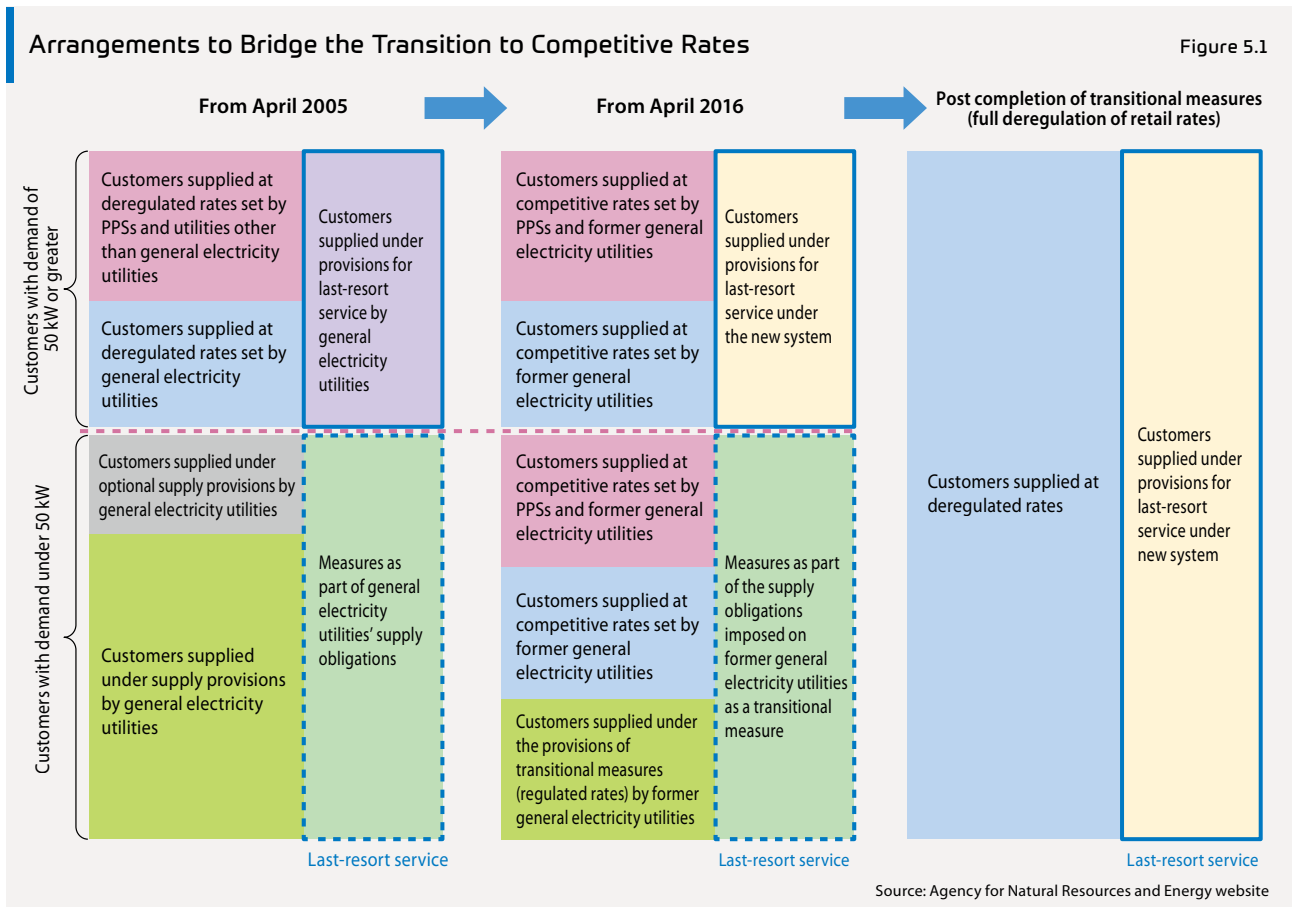 Arrangements to Bridge the Transition to Competitive Rates
Figure 5.1
From April 2005
From April 2016
Post completion of transitional measures
(full deregulation of retail rates)
Customers with demand of
50 kW or greater
Customers supplied at
deregulated rates set by
PPSs and utilities other
than general electricity
utilities
Customers supplied at
deregulated rates set by
general electricity
utilities
Customers
supplied under
provisions for
last-resort
service by
general
electricity
utilities
Customers with demand under 50 kW
Customers supplied under
optional supply provisions by
general electricity utilities
Customers supplied
under supply provisions
by general electricity
utilities
Measures as
part of general
electricity
utilities’ supply
obligations
Last-resort service
Customers supplied at
competitive rates set by
PPSs and former general
electricity utilities
Customers supplied at
competitive rates set by
former general
electricity utilities
Customers
supplied under
provisions for
last-resort
service under
the new system
Customers supplied at
competitive rates set by
PPSs and former general
electricity utilities
Customers supplied at
competitive rates set by
former general
electricity utilities
Customers supplied under
the provisions of
transitional measures
(regulated rates) by former
general electricity utilities
Measures as part
of the supply
obligations
imposed on
former general
electricity utilities
as a transitional
measure
Last-resort service
Customers supplied at
deregulated rates
Customers
supplied under
provisions for
last-resort
service under
new system
Last-resort service
Source: Agency for Natural Resources and Energy website